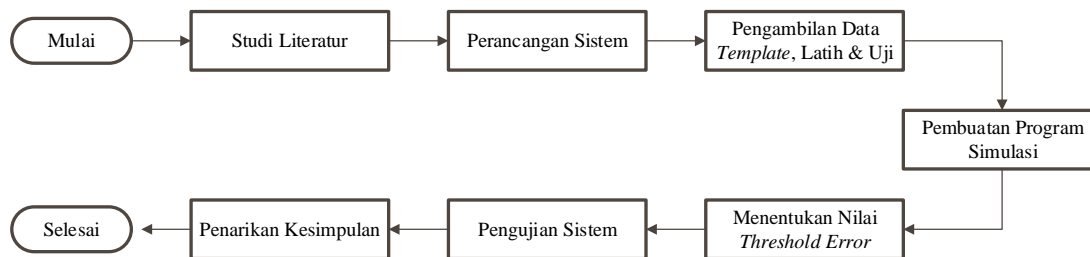 Mulai
Studi Literatur
Perancangan Sistem
Pengambilan Data
Template, Latih & Uji
Pembuatan Program
Simulasi
Menentukan Nilai
Threshold Error
Pengujian Sistem
Penarikan Kesimpulan
Selesai